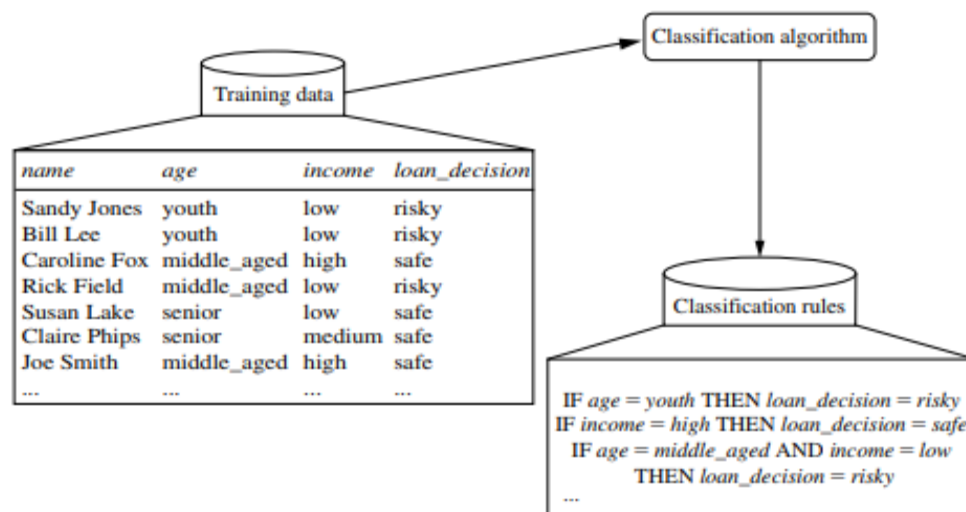 Classification algorithm
Training data
name age income loan_decision
Sandy Jones youth low risky
Bill Lee youth low risky
Caroline Fox middle_aged high safe
Rick Field middle_aged low risky
Susan Lake senior low safe
Claire Phips senior medium safe
Joe Smith middle_aged high safe
... ... ... ...
Classification rules
IF age = youth THEN loan_decision = risky
IF income = high THEN loan_decision = safe
IF age = middle_aged AND income = low
THEN loan_decision = risky
...